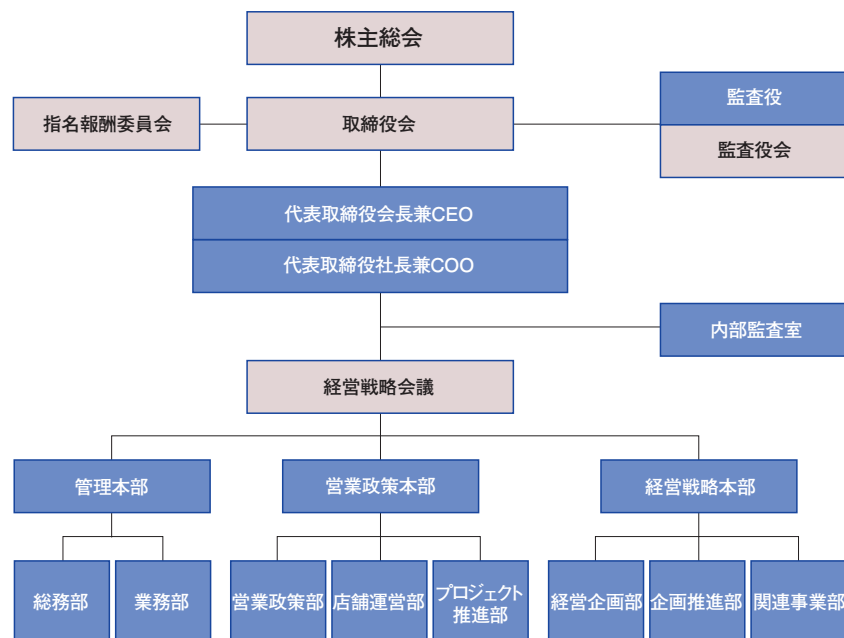 株主総会
指名報酬委員会
取締役会
監査役
監査役会
代表取締役会長兼CEO
代表取締役社長兼COO
内部監査室
経営戦略会議
管理本部
営業政策本部
経営戦略本部
総務部
業務部
営業政策部
店舗運営部
プロジェクト
推進部
経営企画部
企画推進部
関連事業部